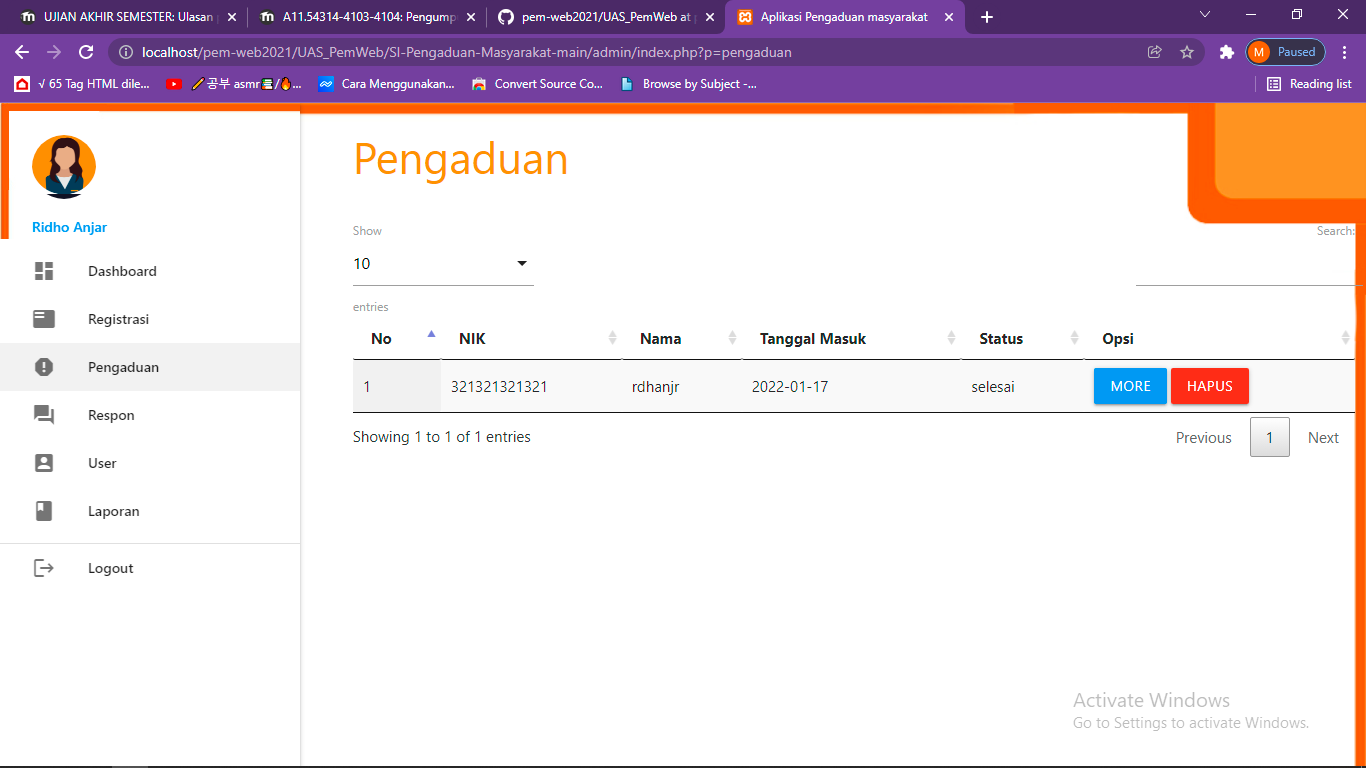 UJIAN AKHIR SEMESTER: Ulasan
A11.54314-4103-4104: Pengump
pem-web2021/UAS_PemWeb at
Aplikasi Pengaduan masyarakat
localhost/pem-web2021/UAS_PemWeb/SI-Pengaduan-Masyarakat-main/admin/index.php?p=pengaduan
M Paused
√ 65 Tag HTML dile...
공부 asmr
Cara Menggunakan...
Convert Source Co...
Browse by Subject -...
Reading list
Ridho Anjar
Dashboard
Registrasi
Pengaduan
Respon
User
Laporan
Logout
Pengaduan
Show
10
entries
Search:
No NIK Nama Tanggal Masuk Status Opsi
1 321321321321 rdhanjr 2022-01-17 selesai MORE HAPUS
Showing 1 to 1 of 1 entries
Previous 1 Next
Activate Windows
Go to Settings to activate Windows.